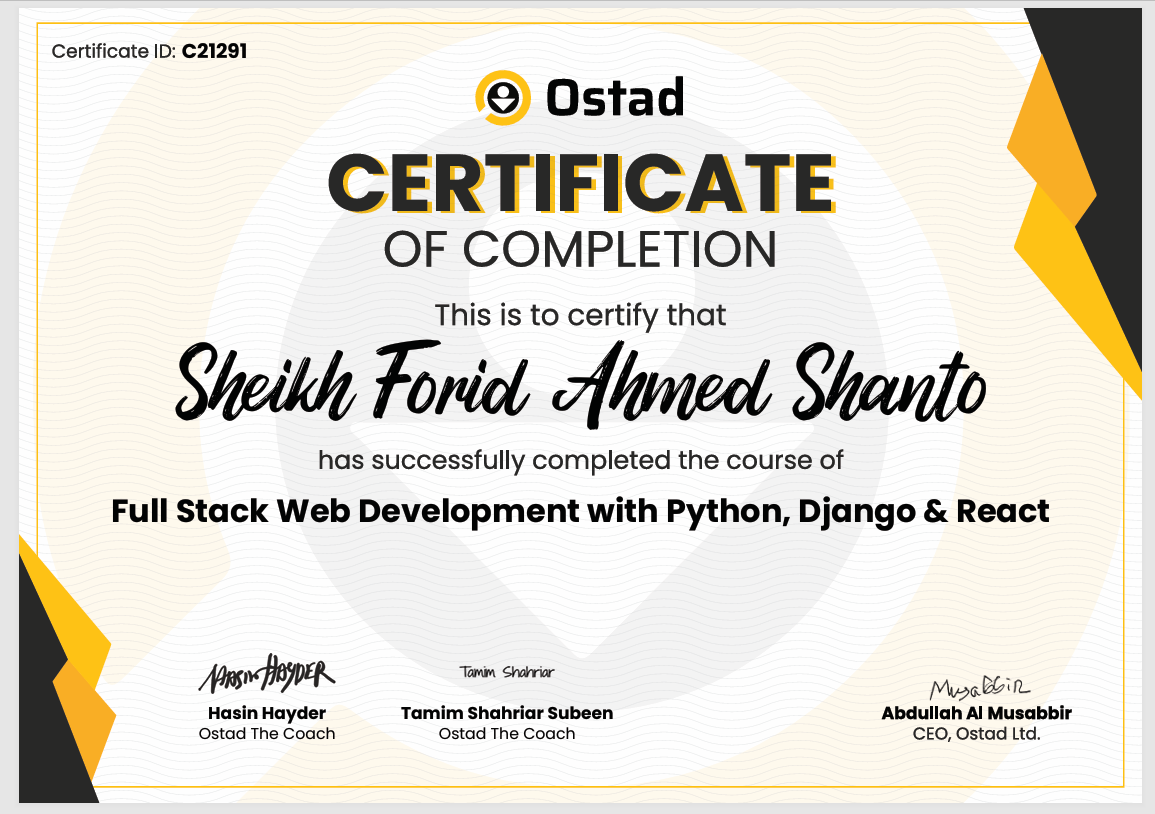 Certificate ID: C21291
Ostad
CERTIFICATE
OF COMPLETION
This is to certify that
Sheikh Forid Ahmed Shanto
has successfully completed the course of
Full Stack Web Development with Python, Django & React
Hasin Hayder
Tamim Shahriar
Musabbir
Hasin Hayder
Tamim Shahriar Subeen
Abdullah Al Musabbir
Ostad The Coach
Ostad The Coach
CEO, Ostad Ltd.